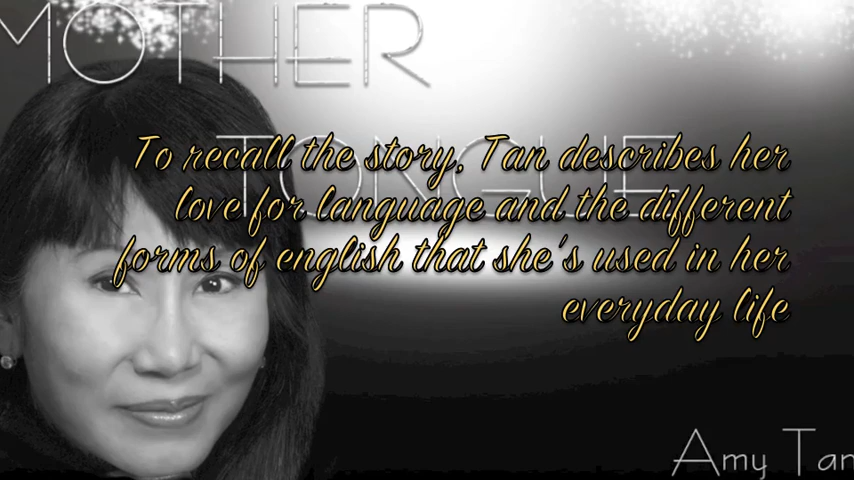 MOTHER
TONGUE
To recall the story, Tan describes her
love for language and the different
forms of english that she's used in her
everyday life
Amy Tan